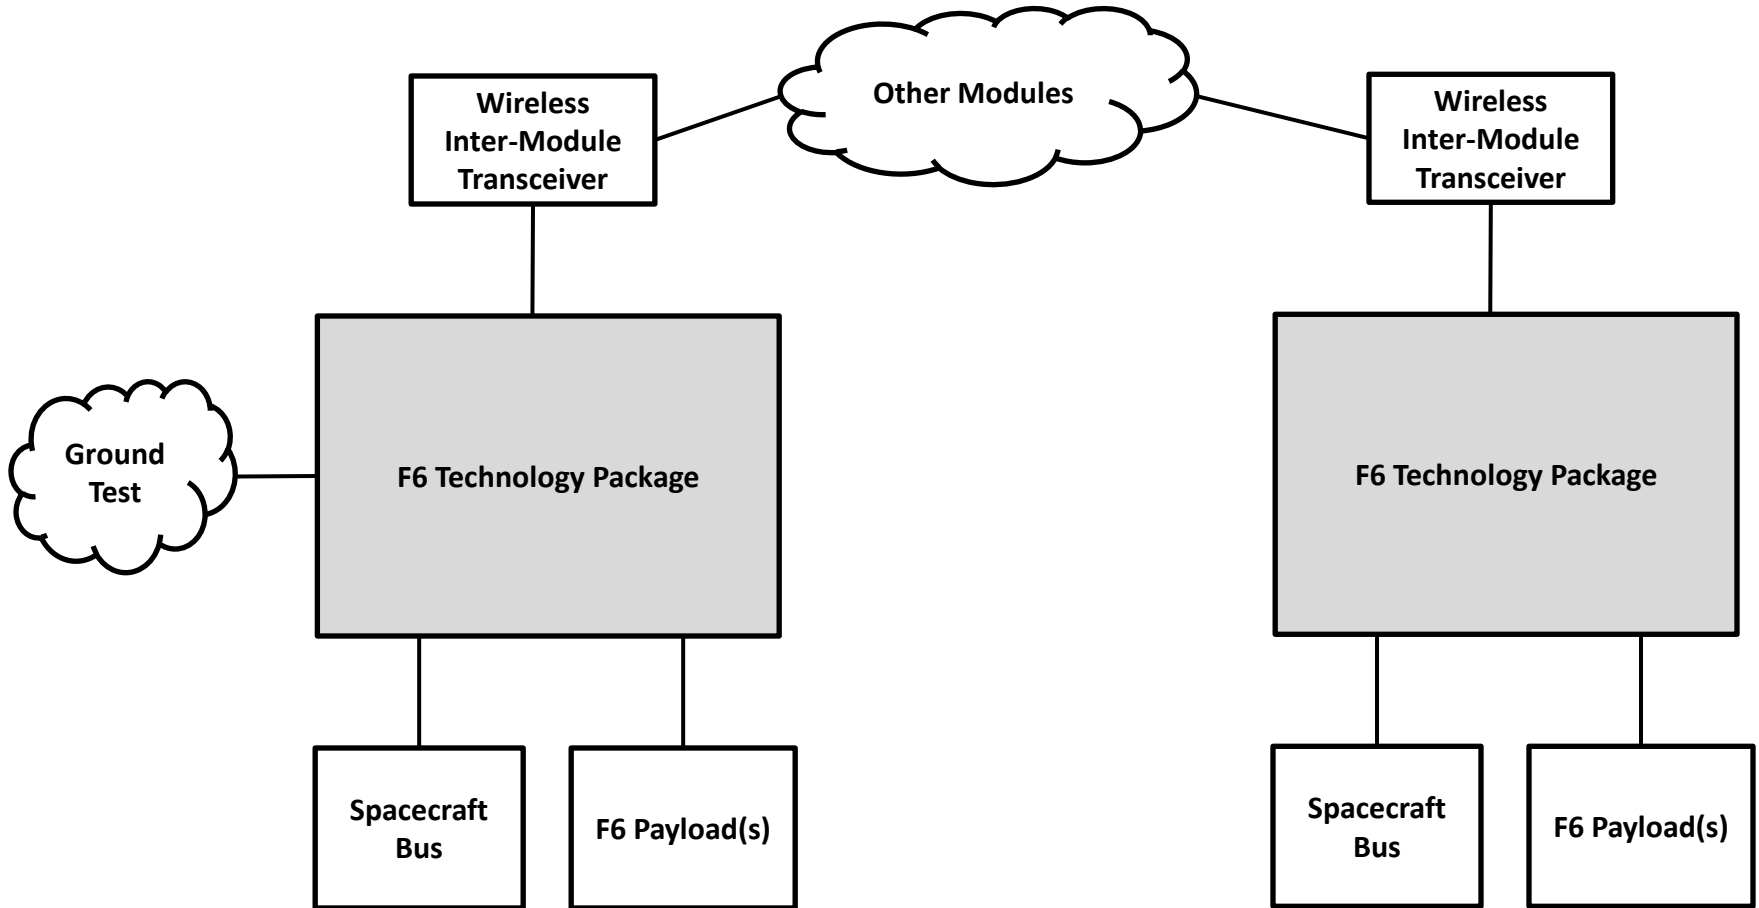 Other Modules
Wireless
Inter-Module
Transceiver
Wireless
Inter-Module
Transceiver
Ground
Test
F6 Technology Package
F6 Technology Package
Spacecraft
Bus
F6 Payload(s)
Spacecraft
Bus
F6 Payload(s)